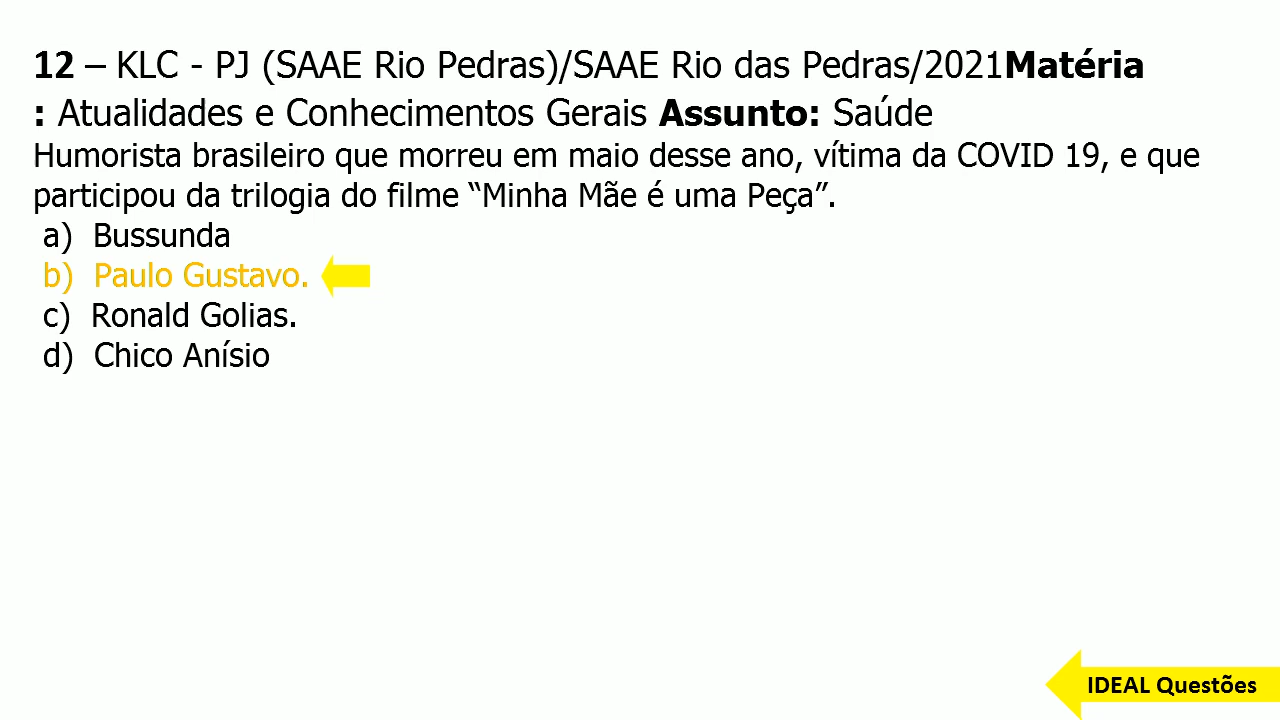 12 – KLC - PJ (SAAE Rio Pedras)/SAAE Rio das Pedras/2021Matéria
: Atualidades e Conhecimentos Gerais Assunto: Saúde
Humorista brasileiro que morreu em maio desse ano, vítima da COVID 19, e que
participou da trilogia do filme “Minha Mãe é uma Peça”.
a) Bussunda
b) Paulo Gustavo.
c) Ronald Golias.
d) Chico Anísio
IDEAL Questões